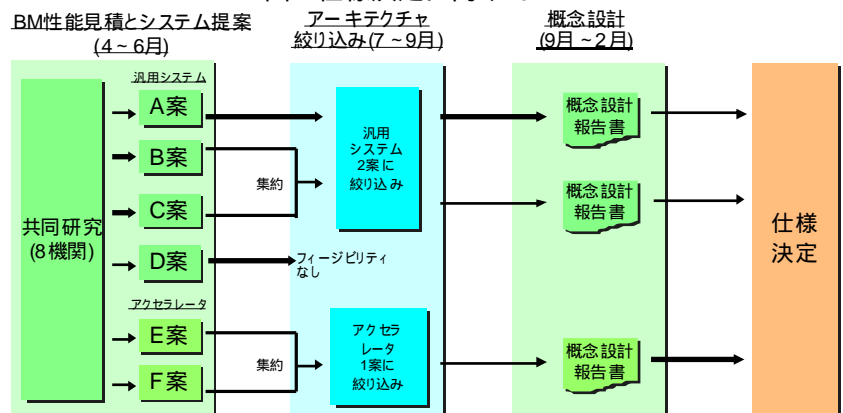 BM性能見積とシステム提案
(4~6月)
アーキテクチャ
絞り込み(7~9月)
概念設計
(9月~2月)
汎用システム
A案
B案
C案
D案
アクセラレータ
E案
F案
共同研究
(8機関)
集約
フィージビリティ
なし
集約
汎用
システム
2案に
絞り込み
アクセラ
レータ
1案に
絞り込み
概念設計
報告書
概念設計
報告書
概念設計
報告書
仕様
決定